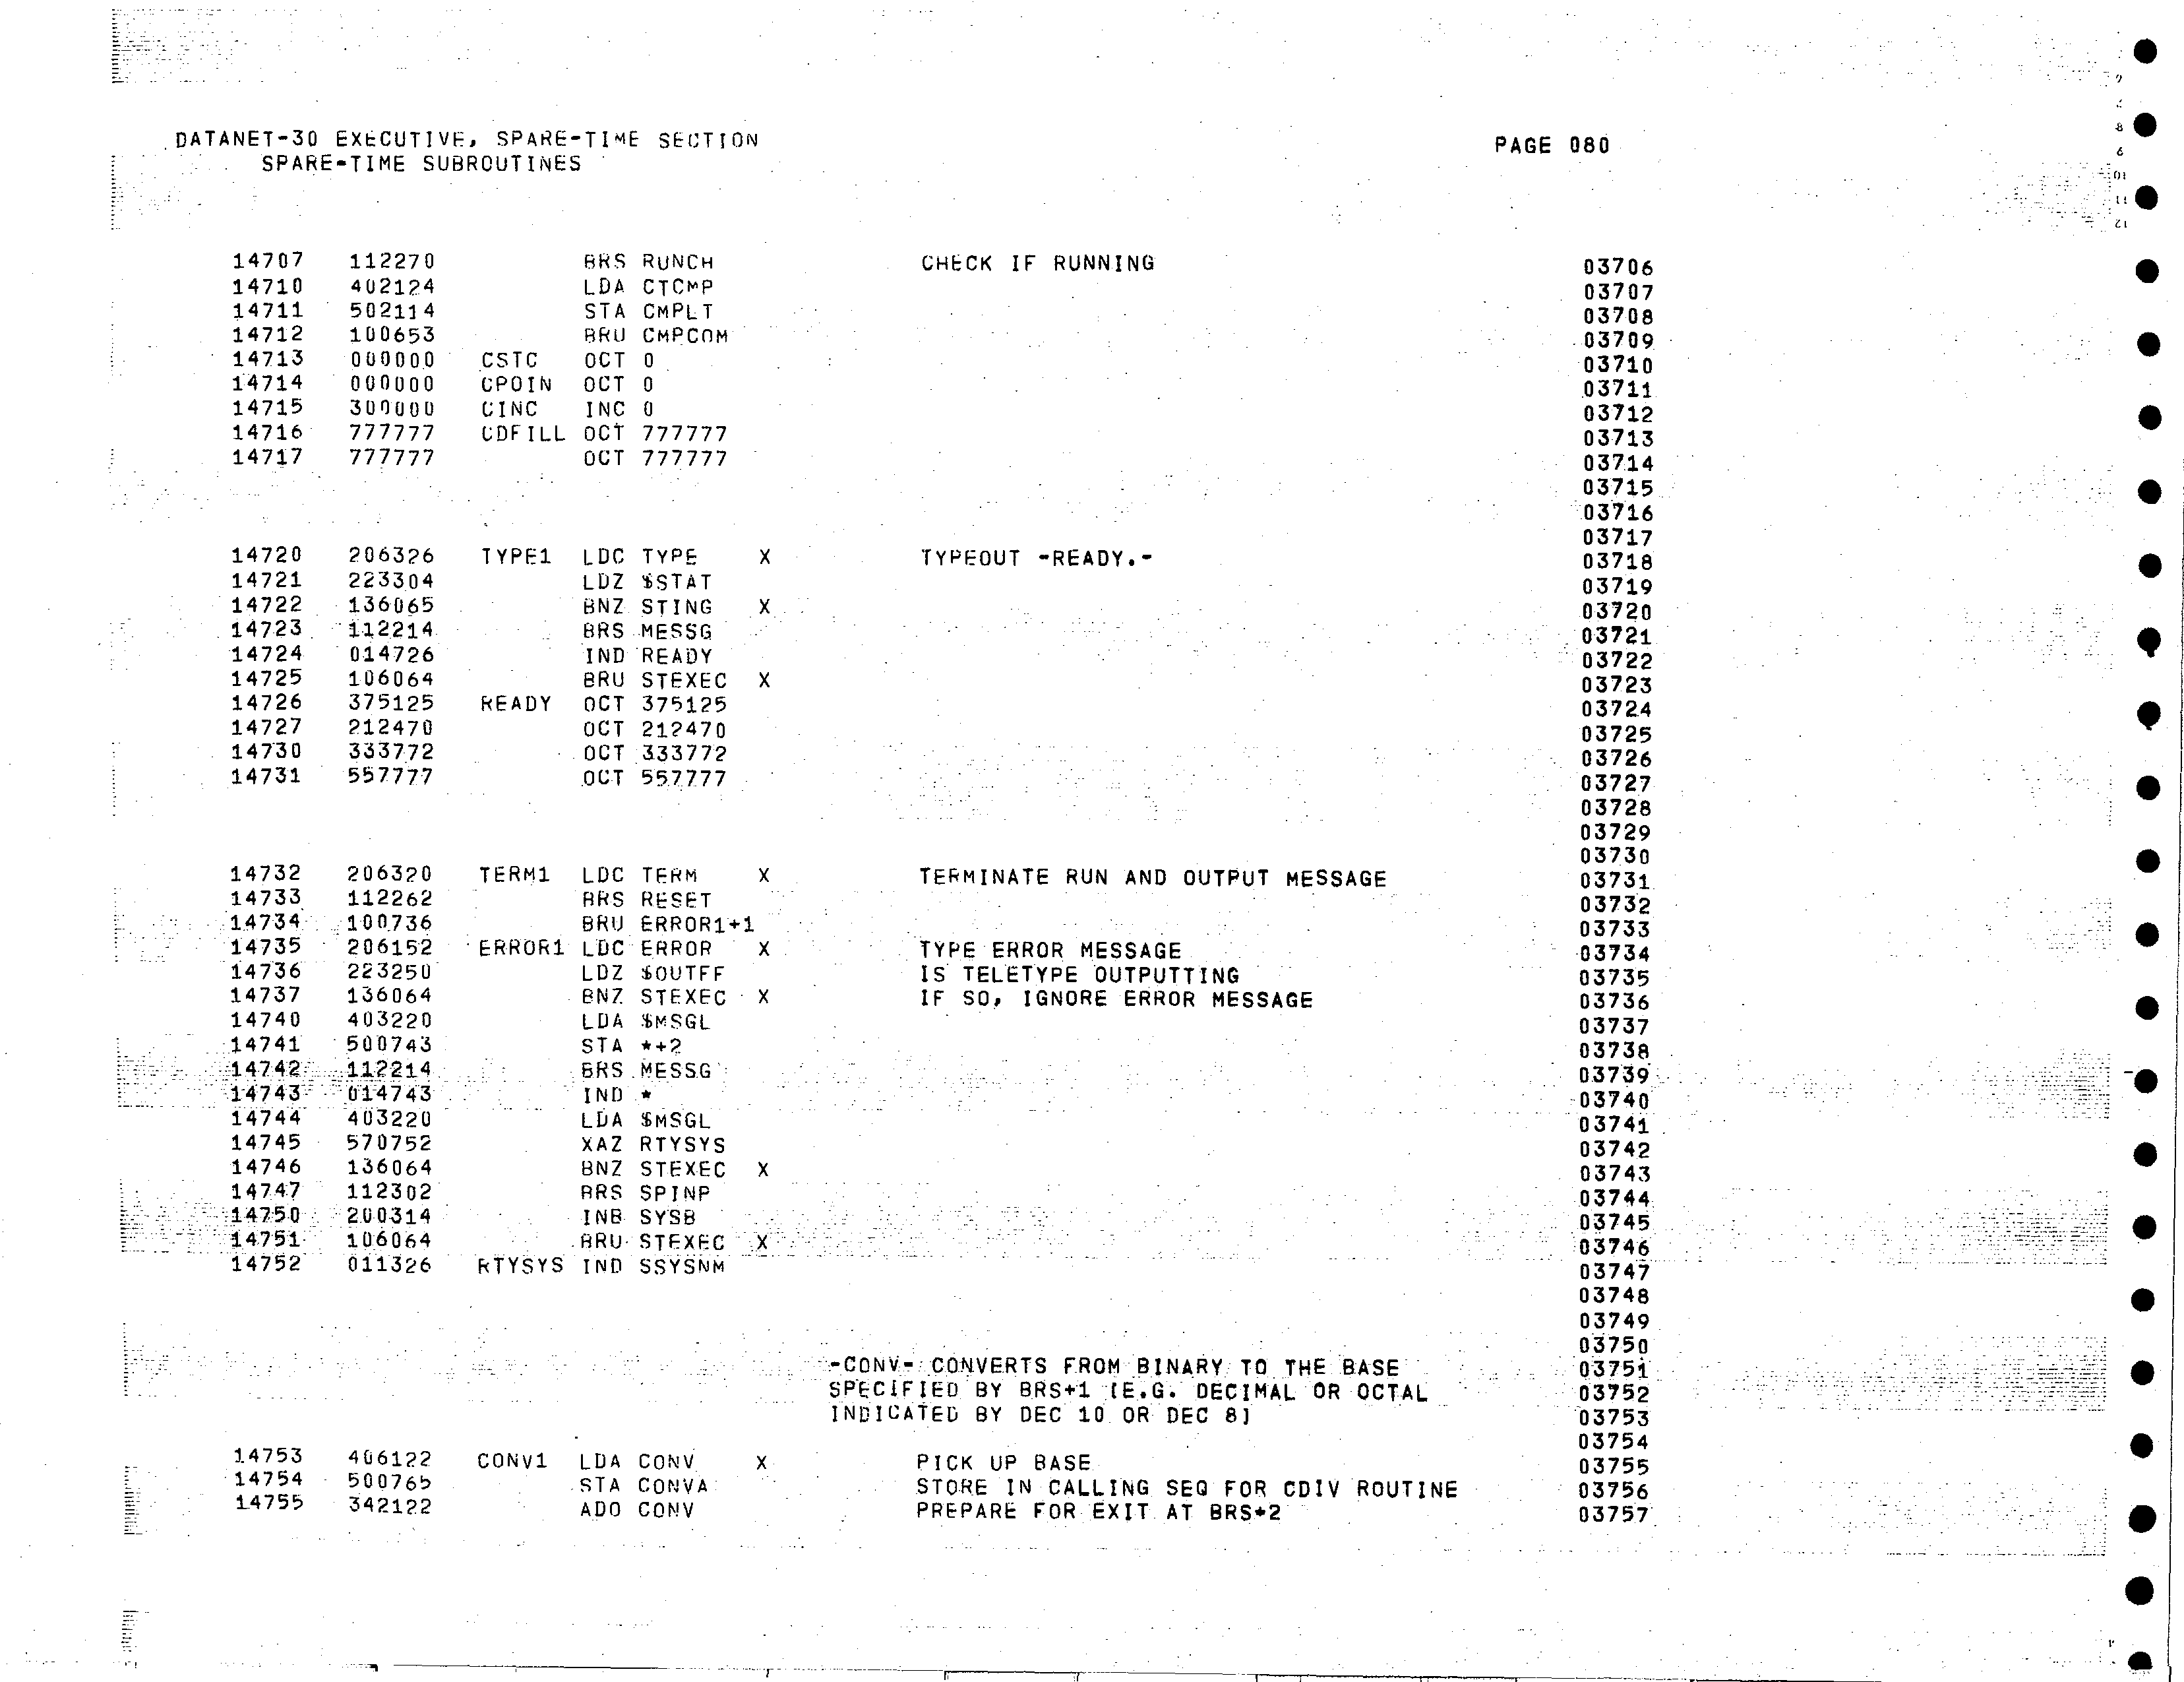 DATANET-30 EXECUTIVE, SPARE-TIME SECTION PAGE 080
SPARE-TIME SUBROUTINES
14707 112270 BRS RUNCH CHECK IF RUNNING 03706
14710 402124 LDA CTCMP 03707
14711 502114 STA CMPLT 03708
14712 100653 BRU CMPCOM 03709
14713 000000 CSTC OCT 0 03710
14714 000000 CPOIN OCT 0 03711
14715 300000 CINC INC 0 03712
14716 777777 CDFILL OCT 777777 03713
14717 777777 OCT 777777 03714
03715
03716
03717
14720 206326 TYPE1 LDC TYPE X TYPEOUT -READY.- 03718
14721 223304 LDZ $STAT 03719
14722 136065 BNZ STING X 03720
14723 112214 BRS MESSG 03721
14724 014726 IND READY 03722
14725 106064 BRU STEXEC X 03723
14726 375125 READY OCT 375125 03724
14727 212470 OCT 212470 03725
14730 333772 OCT 333772 03726
14731 557777 OCT 557777 03727
03728
03729
03730
14732 206320 TERM1 LDC TERM X TERMINATE RUN AND OUTPUT MESSAGE 03731
14733 112262 BRS RESET 03732
14734 100736 BRU ERROR1+1 03733
14735 206152 ERROR1 LDC ERROR X TYPE ERROR MESSAGE 03734
14736 223250 LDZ $OUTFF IS TELETYPE OUTPUTTING 03735
14737 136064 BNZ STEXEC X IF SO, IGNORE ERROR MESSAGE 03736
14740 403220 LDA $MSGL 03737
14741 500743 STA *+2 03738
14742 112214 BRS MESSG 03739
14743 014743 IND * 03740
14744 403220 LDA $MSGL 03741
14745 570752 XAZ RTYSYS 03742
14746 136064 BNZ STEXEC X 03743
14747 112302 BRS SPINP 03744
14750 200314 INB SYSB 03745
14751 106064 BRU STEXEC X 03746
14752 011326 RTYSYS IND SSYSNM 03747
03748
03749
03750
-CONV- CONVERTS FROM BINARY TO THE BASE 03751
SPECIFIED BY BRS+1 [E.G. DECIMAL OR OCTAL 03752
INDICATED BY DEC 10 OR DEC 8] 03753
03754
14753 406122 CONV1 LDA CONV X PICK UP BASE 03755
14754 500765 STA CONVA STORE IN CALLING SEQ FOR CDIV ROUTINE 03756
14755 342122 ADO CONV PREPARE FOR EXIT AT BRS+2 03757